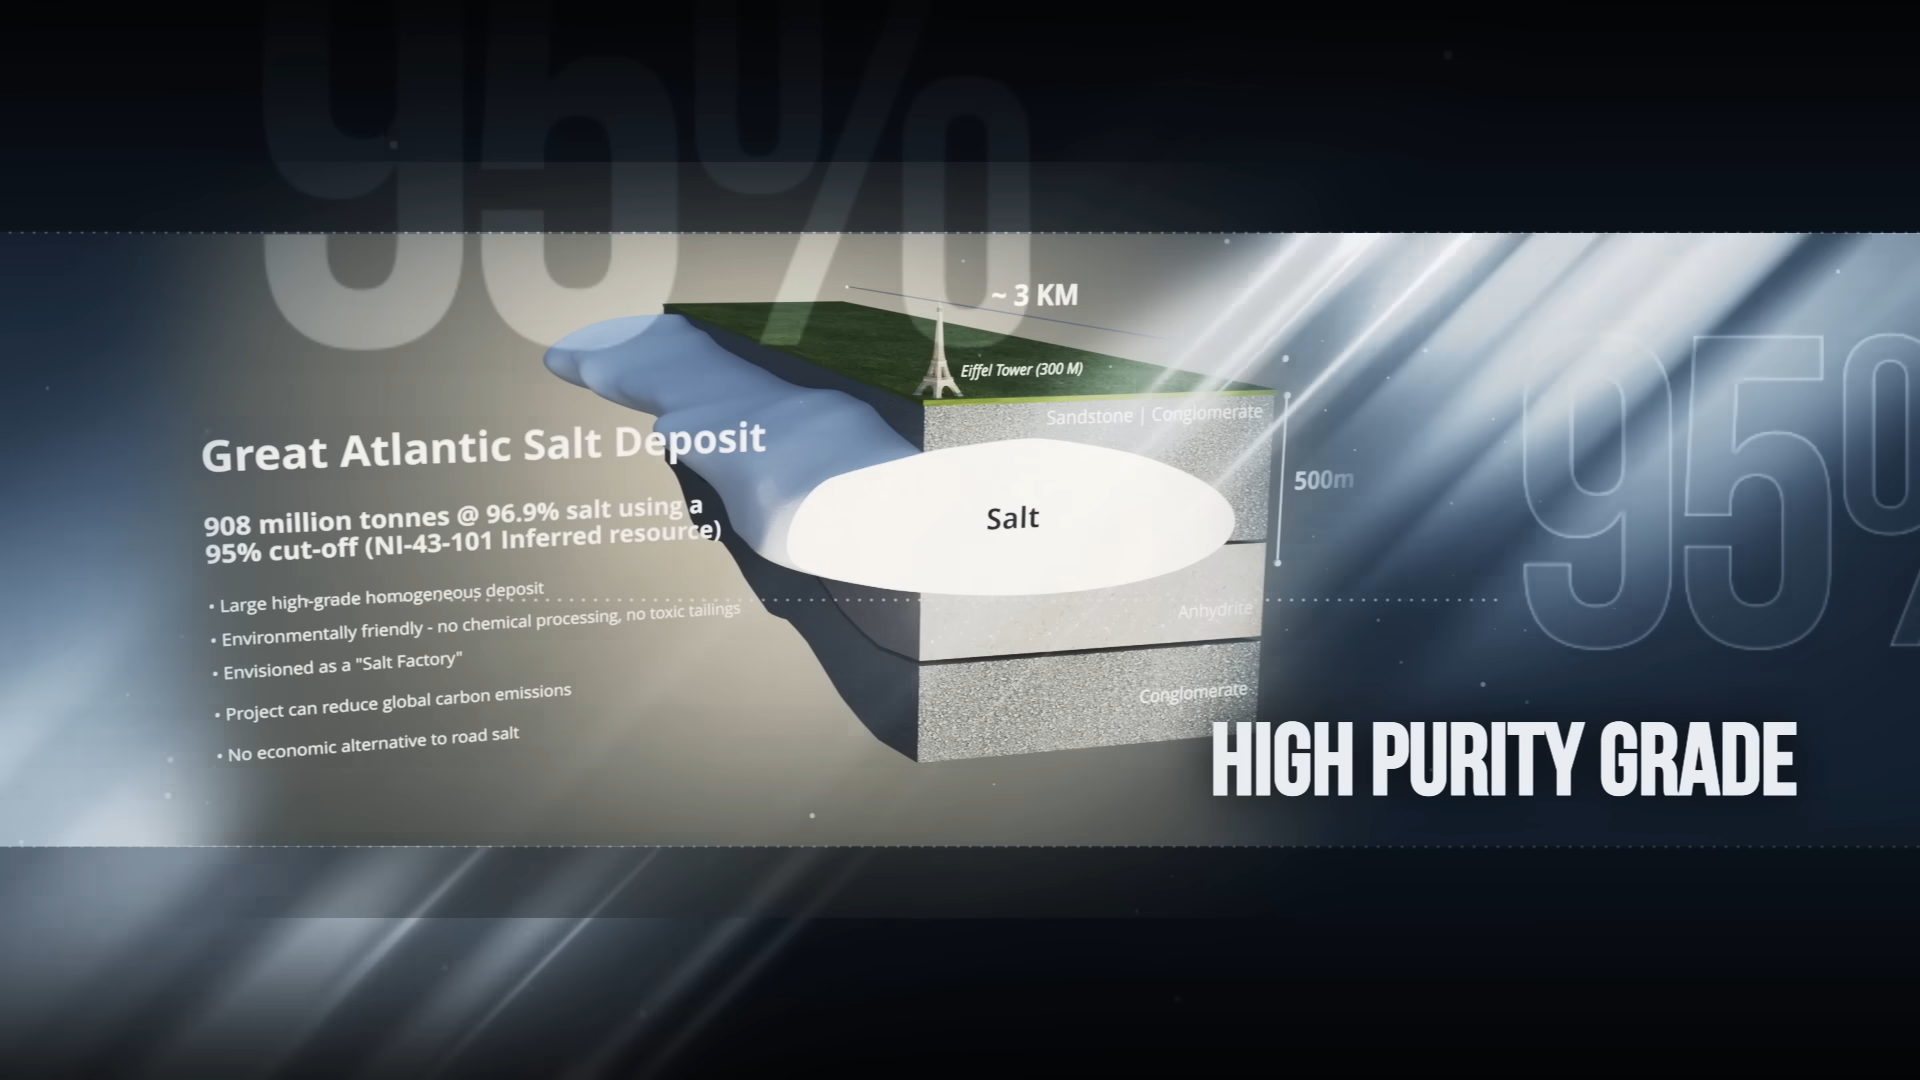 95%
~ 3 KM
Eiffel Tower (300 M)
Sandstone | Conglomerate
500m
95%
Great Atlantic Salt Deposit
908 million tonnes @ 96.9% salt using a
95% cut-off (NI-43-101 Inferred resource)
Salt
• Large high-grade homogeneous deposit
• Environmentally friendly - no chemical processing, no toxic tailings
• Envisioned as a "Salt Factory"
• Project can reduce global carbon emissions
• No economic alternative to road salt
Anhydrite
Conglomerate
HIGH PURITY GRADE